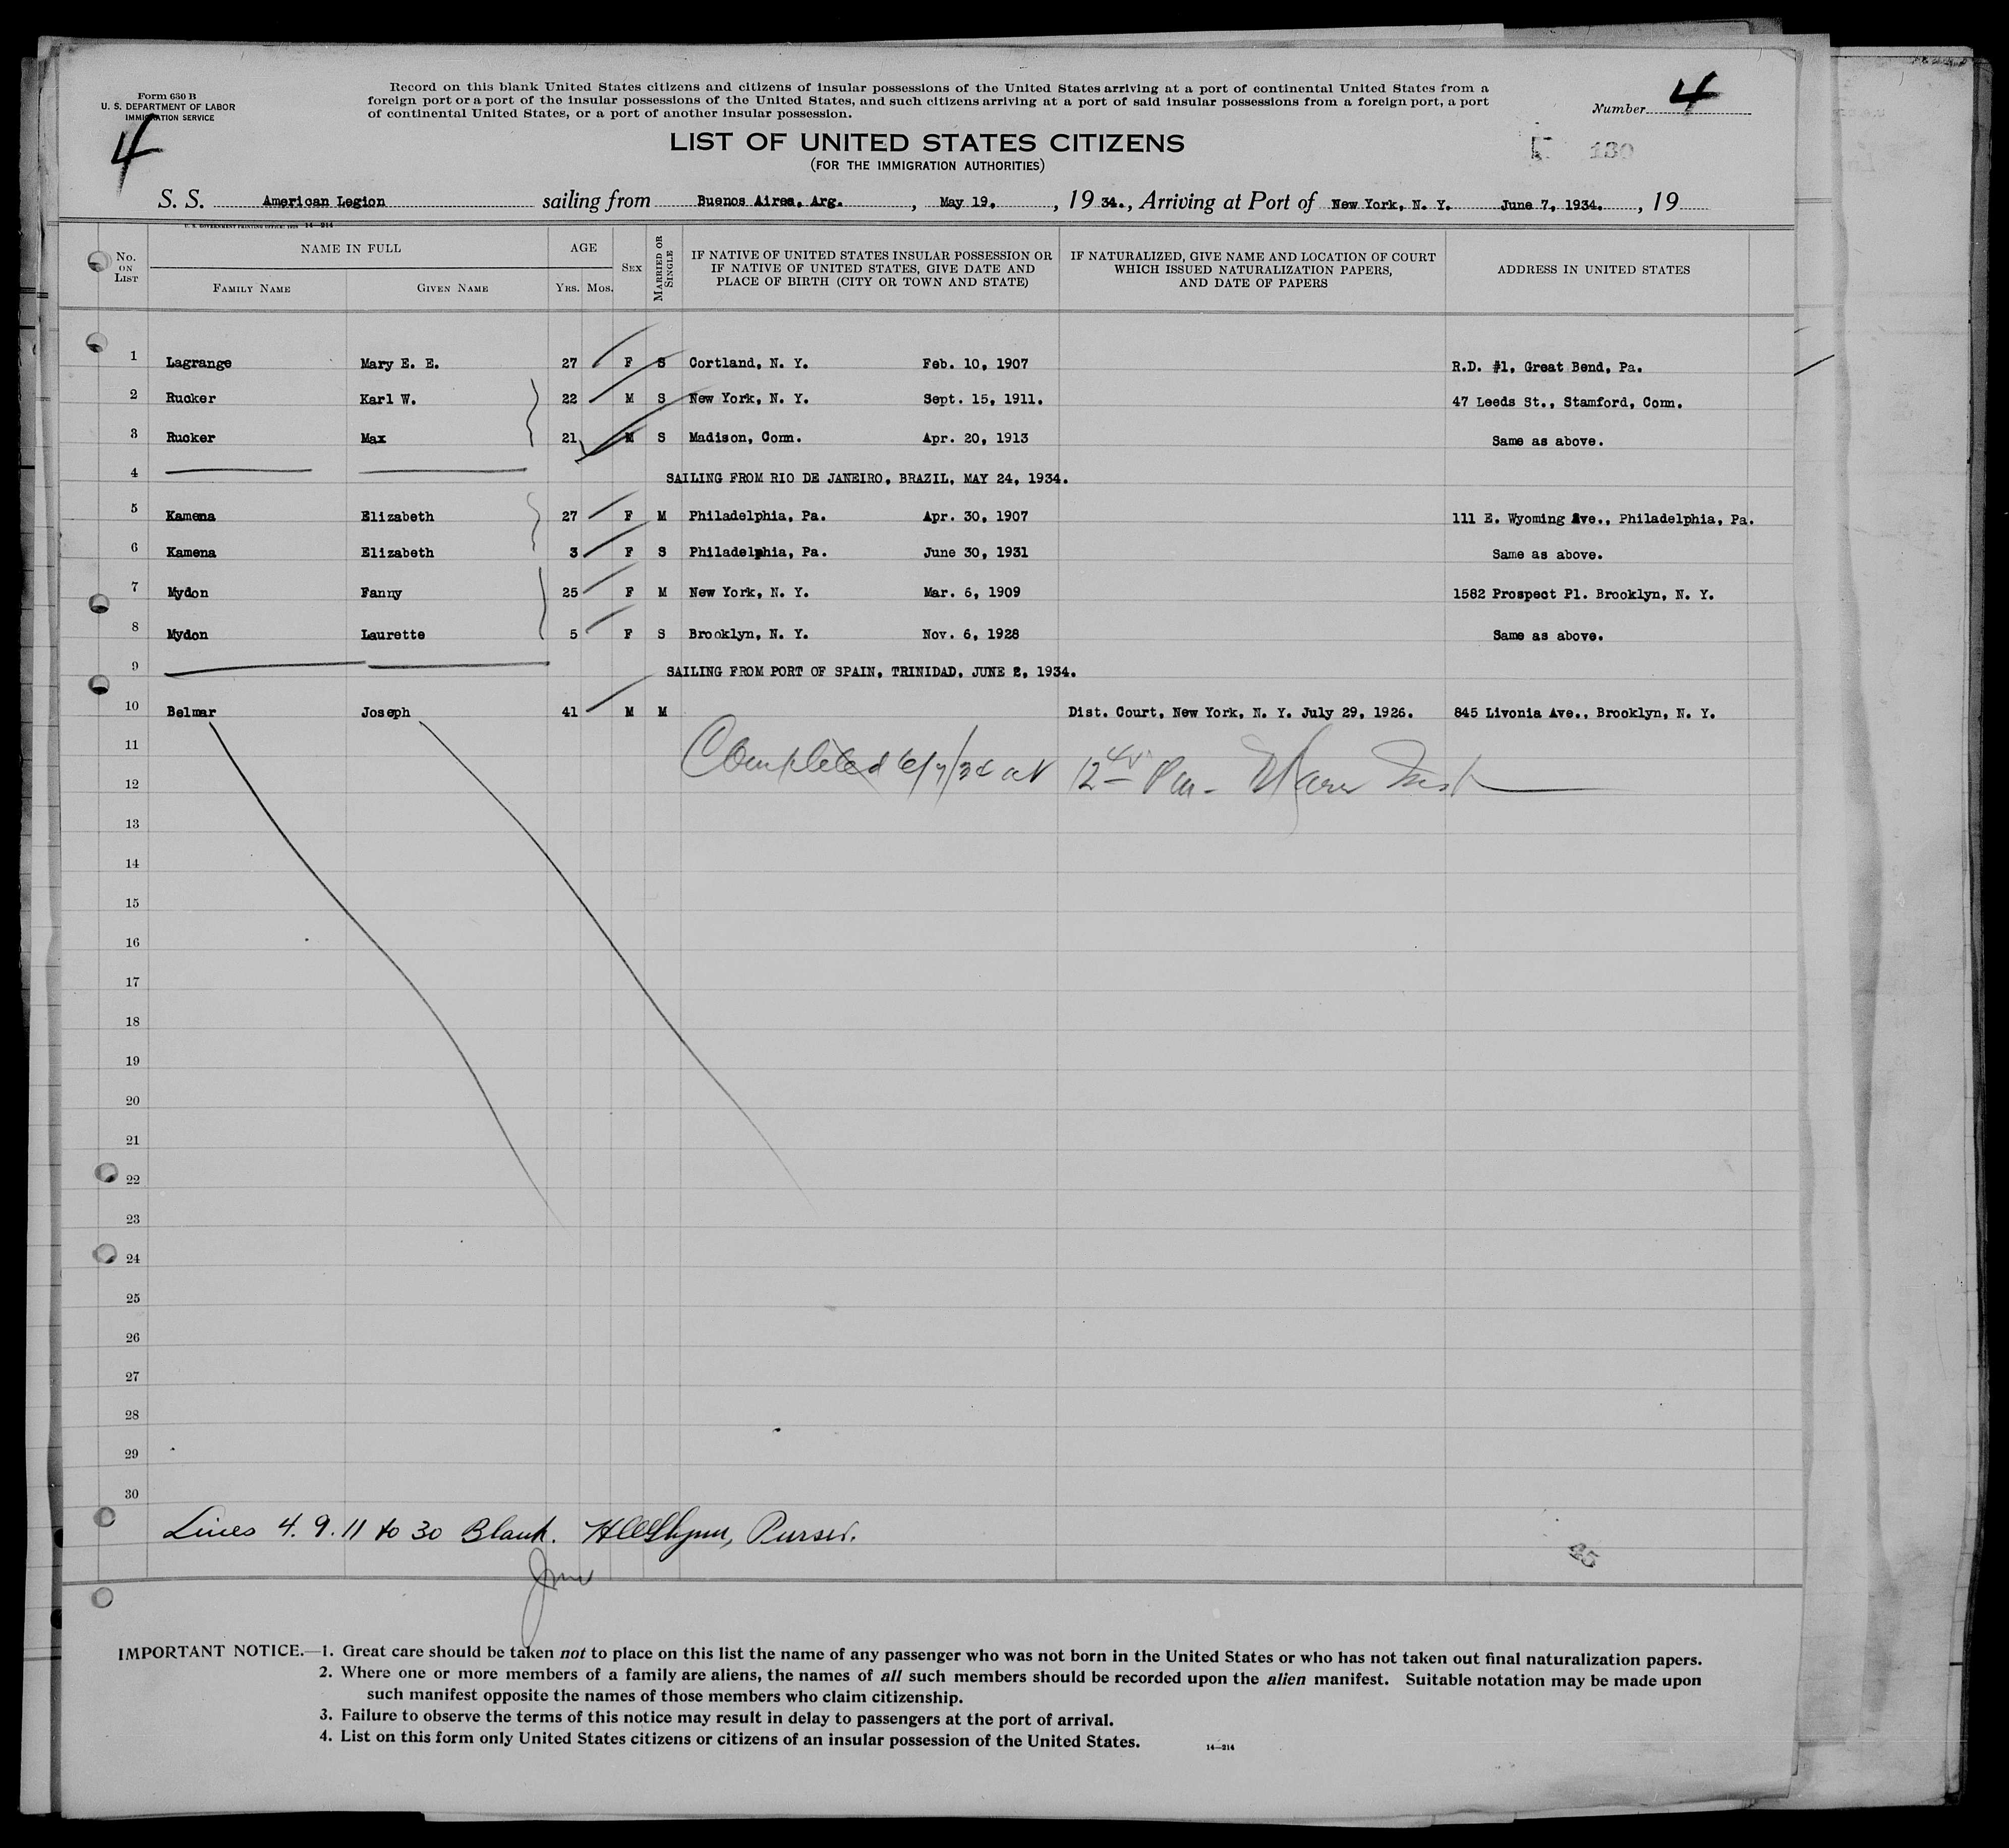 Form 630 B
U. S. DEPARTMENT OF LABOR
IMMIGRATION SERVICE
4
Record on this blank United States citizens and citizens of insular possessions of the United States arriving at a port of continental United States from a
foreign port or a port of the insular possessions of the United States, and such citizens arriving at a port of said insular possessions from a foreign port, a port
of continental United States, or a port of another insular possession.
Number 4
LIST OF UNITED STATES CITIZENS
(FOR THE IMMIGRATION AUTHORITIES)
180
S. S. American Legion sailing from Buenos Aires, Arg. , May 19, , 19 34., Arriving at Port of New York, N. Y. June 7, 1934. , 19
U. S. GOVERNMENT PRINTING OFFICE: 14—214
No. ON LIST NAME IN FULL AGE SEX MARRIED OR SINGLE IF NATIVE OF UNITED STATES INSULAR POSSESSION OR IF NATIVE OF UNITED STATES, GIVE DATE AND PLACE OF BIRTH (CITY OR TOWN AND STATE) IF NATURALIZED, GIVE NAME AND LOCATION OF COURT WHICH ISSUED NATURALIZATION PAPERS, AND DATE OF PAPERS ADDRESS IN UNITED STATES
FAMILY NAME GIVEN NAME YRS. MOS.
1 Lagrange Mary E. E. 27 F S Cortland, N. Y. Feb. 10, 1907 R.D. #1, Great Bend, Pa.
2 Rucker Karl W. 22 M S New York, N. Y. Sept. 15, 1911. 47 Leeds St., Stamford, Conn.
3 Rucker Max 21 M S Madison, Conn. Apr. 20, 1913 Same as above.
4 SAILING FROM RIO DE JANEIRO, BRAZIL, MAY 24, 1934.
5 Kamena Elizabeth 27 F M Philadelphia, Pa. Apr. 30, 1907 111 E. Wyoming Ave., Philadelphia, Pa.
6 Kamena Elizabeth 3 F S Philadelphia, Pa. June 30, 1931 Same as above.
7 Mydon Fanny 25 F M New York, N. Y. Mar. 6, 1909 1582 Prospect Pl. Brooklyn, N. Y.
8 Mydon Laurette 5 F S Brooklyn, N. Y. Nov. 6, 1928 Same as above.
9 SAILING FROM PORT OF SPAIN, TRINIDAD, JUNE 2, 1934.
10 Belmar Joseph 41 M M Dist. Court, New York, N. Y. July 29, 1926. 845 Livonia Ave., Brooklyn, N. Y.
11
Completed 6/7/34 at 12 Pm -
12
13
14
15
16
17
18
19
20
21
22
23
24
25
26
27
28
29
30
Lines 4. 9. 11 to 30 Blank. Purser.
45
IMPORTANT NOTICE.—1. Great care should be taken not to place on this list the name of any passenger who was not born in the United States or who has not taken out final naturalization papers.
2. Where one or more members of a family are aliens, the names of all such members should be recorded upon the alien manifest. Suitable notation may be made upon
such manifest opposite the names of those members who claim citizenship.
3. Failure to observe the terms of this notice may result in delay to passengers at the port of arrival.
4. List on this form only United States citizens or citizens of an insular possession of the United States.
14—214